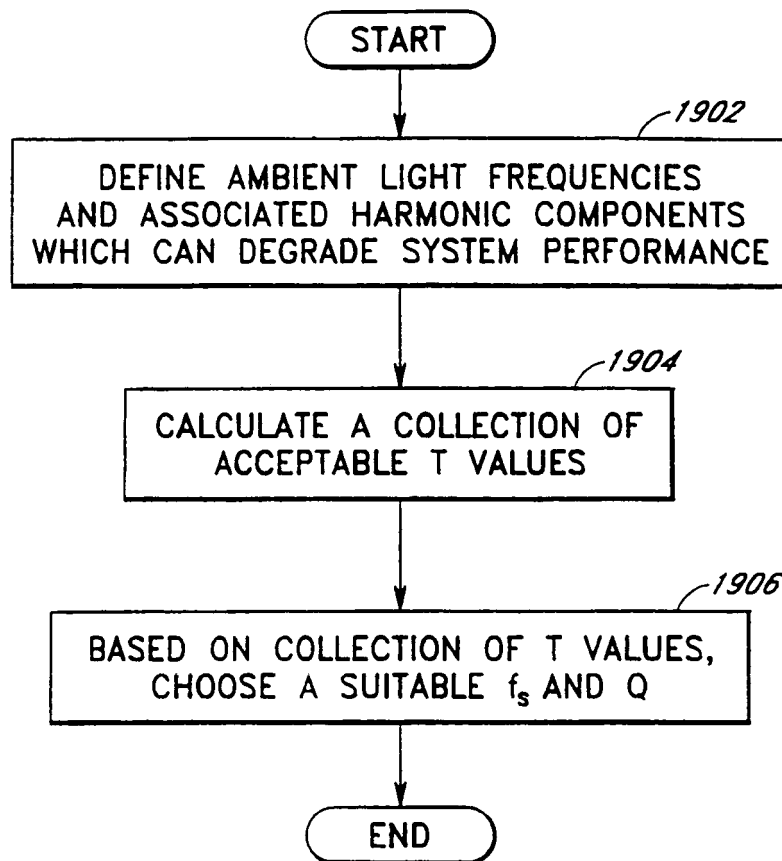 START
1902
DEFINE AMBIENT LIGHT FREQUENCIES
AND ASSOCIATED HARMONIC COMPONENTS
WHICH CAN DEGRADE SYSTEM PERFORMANCE
1904
CALCULATE A COLLECTION OF
ACCEPTABLE T VALUES
1906
BASED ON COLLECTION OF T VALUES,
CHOOSE A SUITABLE fs AND Q
END